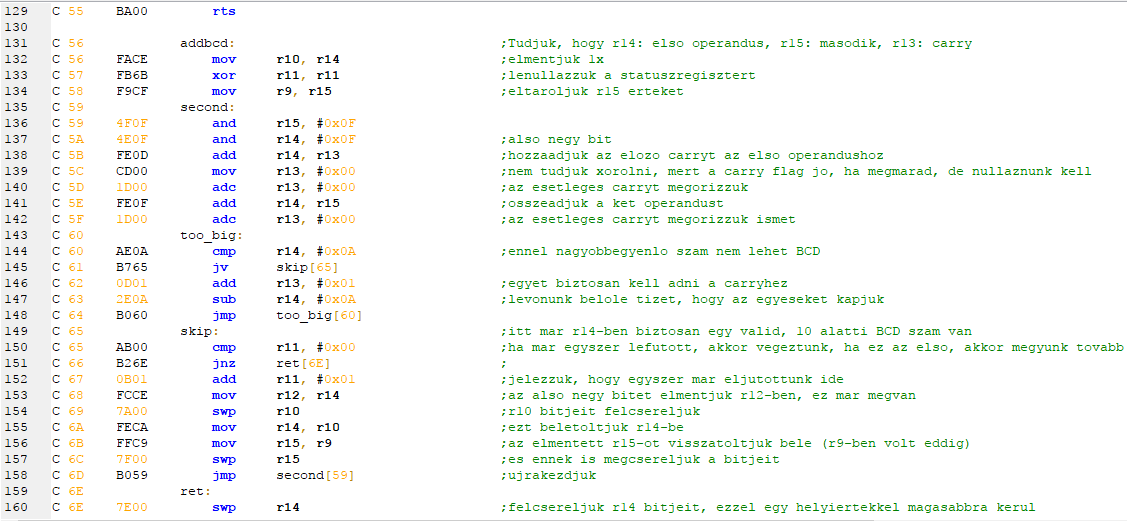 129 C 55 BA00 rts
130
131 C 56 addbcd: ;Tudjuk, hogy r14: elso operandus, r15: masodik, r13: carry
132 C 56 FACE mov r10, r14 ;elmentjuk 1x
133 C 57 FB6B xor r11, r11 ;lenullazzuk a statuszregisztert
134 C 58 F9CF mov r9, r15 ;eltaroljuk r15 erteket
135 C 59 second:
136 C 59 4F0F and r15, #0x0F
137 C 5A 4E0F and r14, #0x0F ;also negy bit
138 C 5B FE0D add r14, r13 ;hozzaadjuk az elozo carryt az elso operandushoz
139 C 5C CD00 mov r13, #0x00 ;nem tudjuk xorolni, mert a carry flag jo, ha megmarad, de nullaznunk kell
140 C 5D 1D00 adc r13, #0x00 ;az esetleges carryt megorizzuk
141 C 5E FE0F add r14, r15 ;osszeadjuk a ket operandust
142 C 5F 1D00 adc r13, #0x00 ;az esetleges carryt megorizzuk ismet
143 C 60 too_big:
144 C 60 AE0A cmp r14, #0x0A ;ennel nagyobbegyenlo szam nem lehet BCD
145 C 61 B765 jv skip[65]
146 C 62 0D01 add r13, #0x01 ;egyet biztosan kell adni a carryhez
147 C 63 2E0A sub r14, #0x0A ;levonunk belole tizet, hogy az egyeseket kapjuk
148 C 64 B060 jmp too_big[60]
149 C 65 skip: ;itt mar r14-ben biztosan egy valid, 10 alatti BCD szam van
150 C 65 AB00 cmp r11, #0x00 ;ha mar egyszer lefutott, akkor vegeztunk, ha ez az elso, akkor megyunk tovabb
151 C 66 B26E jnz ret[6E] ;
152 C 67 0B01 add r11, #0x01 ;jelezzuk, hogy egyszer mar eljutottunk ide
153 C 68 FCCE mov r12, r14 ;az also negy bitet elmentjuk r12-ben, ez mar megvan
154 C 69 7A00 swp r10 ;r10 bitjeit felcsereljuk
155 C 6A FECA mov r14, r10 ;ezt beletoltjuk r14-be
156 C 6B FFC9 mov r15, r9 ;az elmentett r15-ot visszatoltjuk bele (r9-ben volt eddig)
157 C 6C 7F00 swp r15 ;es ennek is megcsereljuk a bitjeit
158 C 6D B059 jmp second[59] ;ujrakezdjuk
159 C 6E ret:
160 C 6E 7E00 swp r14 ;felcsereljuk r14 bitjeit, ezzel egy helyiertekkel magasabbra kerul